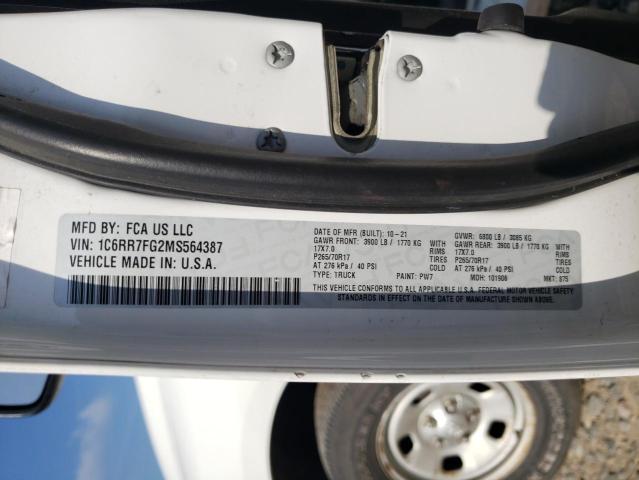 MFD BY: FCA US LLC
VIN: 1C6RR7FG2MS564387
VEHICLE MADE IN: U.S.A.
DATE OF MFR (BUILT): 10-21 GVWR: 6800 LB / 3085 KG
GAWR FRONT: 3900 LB / 1770 KG RIMS GAWR REAR: 3900 LB / 1770 KG
17X7.0 RIMS 17X7.0 RIMS
P265/70R17 TIRES P265/70R17 TIRES
AT 276 kPa / 40 PSI COLD AT 276 kPa / 40 PSI COLD
TYPE: TRUCK PAINT: PW7 MDH: 101906 MKT: 875
THIS VEHICLE CONFORMS TO ALL APPLICABLE U.S.A. FEDERAL MOTOR VEHICLE SAFETY
STANDARDS IN EFFECT ON THE DATE OF MANUFACTURE SHOWN ABOVE.